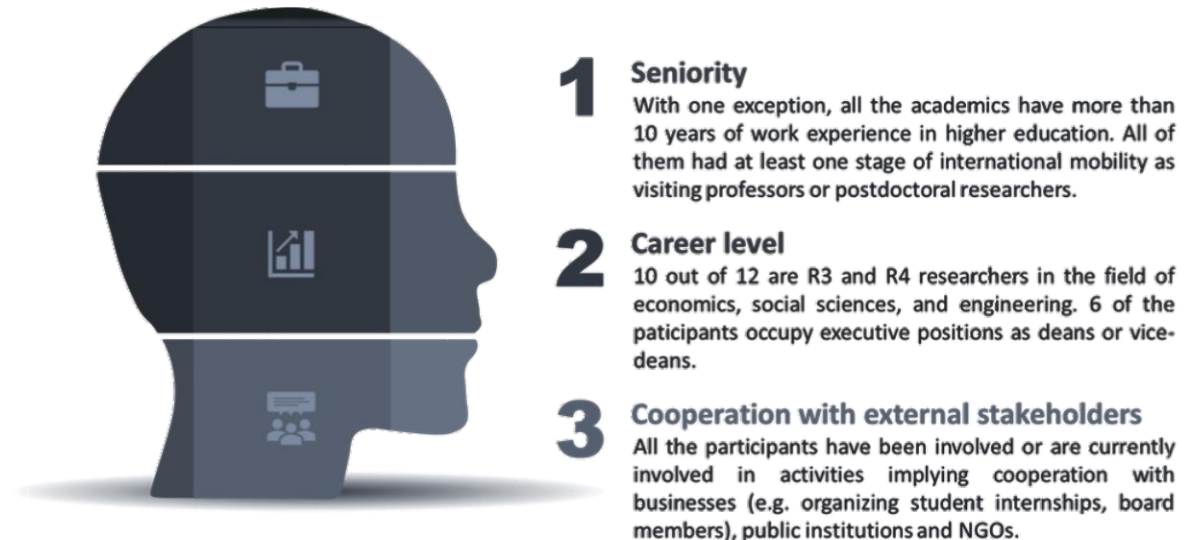 1 Seniority
With one exception, all the academics have more than
10 years of work experience in higher education. All of
them had at least one stage of international mobility as
visiting professors or postdoctoral researchers.
2 Career level
10 out of 12 are R3 and R4 researchers in the field of
economics, social sciences, and engineering. 6 of the
paticipants occupy executive positions as deans or vice-
deans.
3 Cooperation with external stakeholders
All the participants have been involved or are currently
involved in activities implying cooperation with
businesses (e.g. organizing student internships, board
members), public institutions and NGOs.